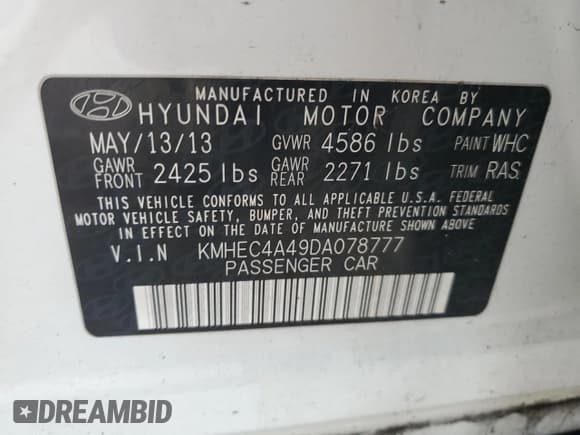 MANUFACTURED IN KOREA BY
HYUNDAI MOTOR COMPANY
MAY/13/13 GVWR 4586 lbs PAINT WHC
GAWR FRONT 2425 lbs GAWR REAR 2271 lbs TRIM RAS
THIS VEHICLE CONFORMS TO ALL APPLICABLE U.S.A. FEDERAL
MOTOR VEHICLE SAFETY, BUMPER, AND THEFT PREVENTION STANDARDS
IN EFFECT ON THE DATE OF MANUFACTURE SHOWN ABOVE
V.I.N KMHEC4A49DA078777
PASSENGER CAR
DREAMBID